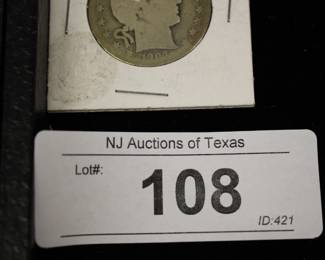 NJ Auctions of Texas
Lot#:
108
ID:421